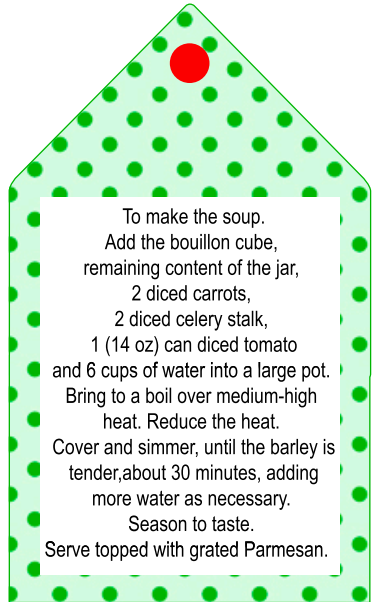 To make the soup.
Add the bouillon cube,
remaining content of the jar,
2 diced carrots,
2 diced celery stalk,
1 (14 oz) can diced tomato
and 6 cups of water into a large pot.
Bring to a boil over medium-high
heat. Reduce the heat.
Cover and simmer, until the barley is
tender,about 30 minutes, adding
more water as necessary.
Season to taste.
Serve topped with grated Parmesan.